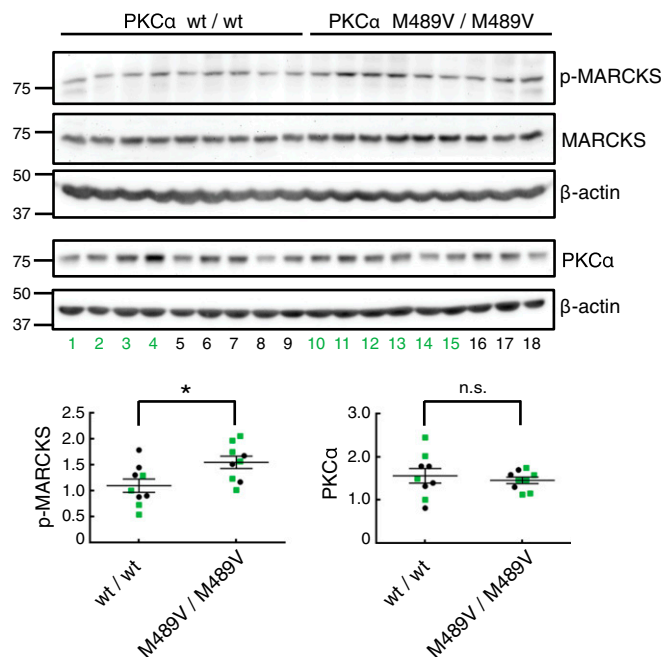 PKCα wt / wt PKCα M489V / M489V
75 p-MARCKS
75 MARCKS
50
37 β-actin
75 PKCα
50
37 β-actin
1 2 3 4 5 6 7 8 9 10 11 12 13 14 15 16 17 18
* n.s.
p-MARCKS
2.5
2.0
1.5
1.0
0.5
0
wt / wt M489V / M489V
PKCα
3.0
2.0
1.0
0
wt / wt M489V / M489V